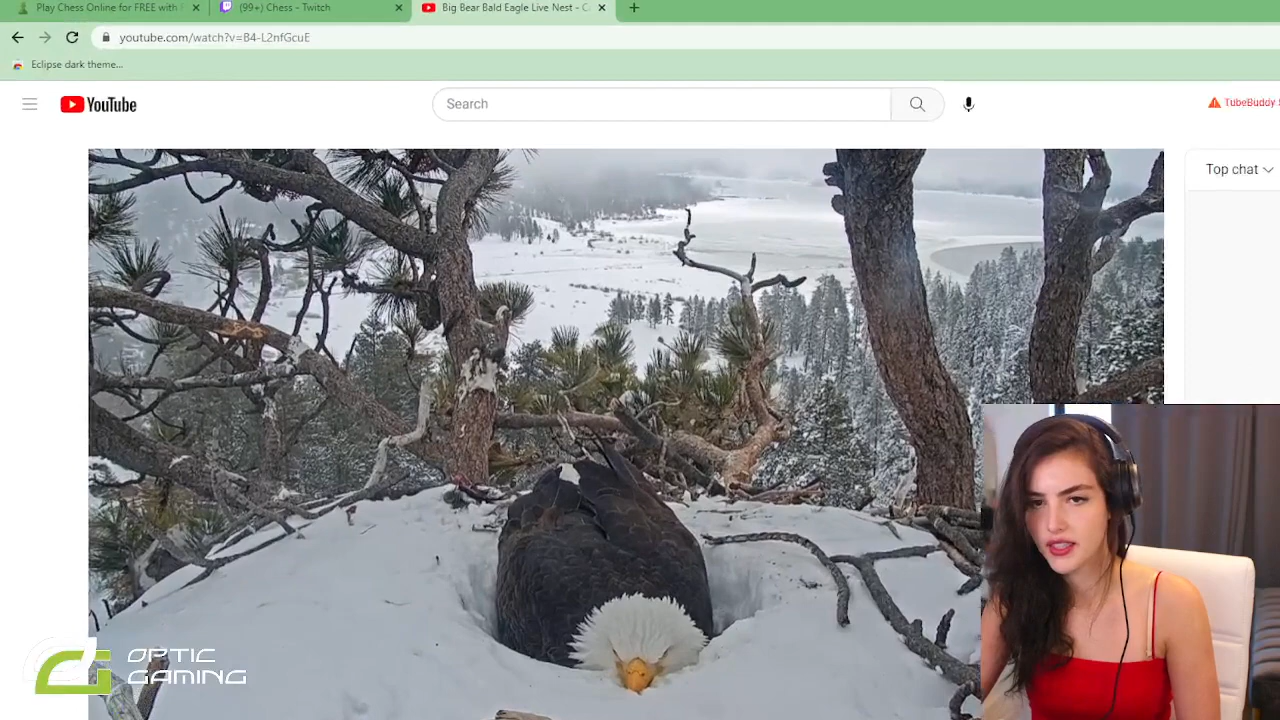 Play Chess Online for FREE with
(99+) Chess - Twitch
Big Bear Bald Eagle Live Nest - C
youtube.com/watch?v=B4-L2nfGcuE
Eclipse dark theme...
YouTube
Search
TubeBuddy
Top chat
OPTIC
GAMING